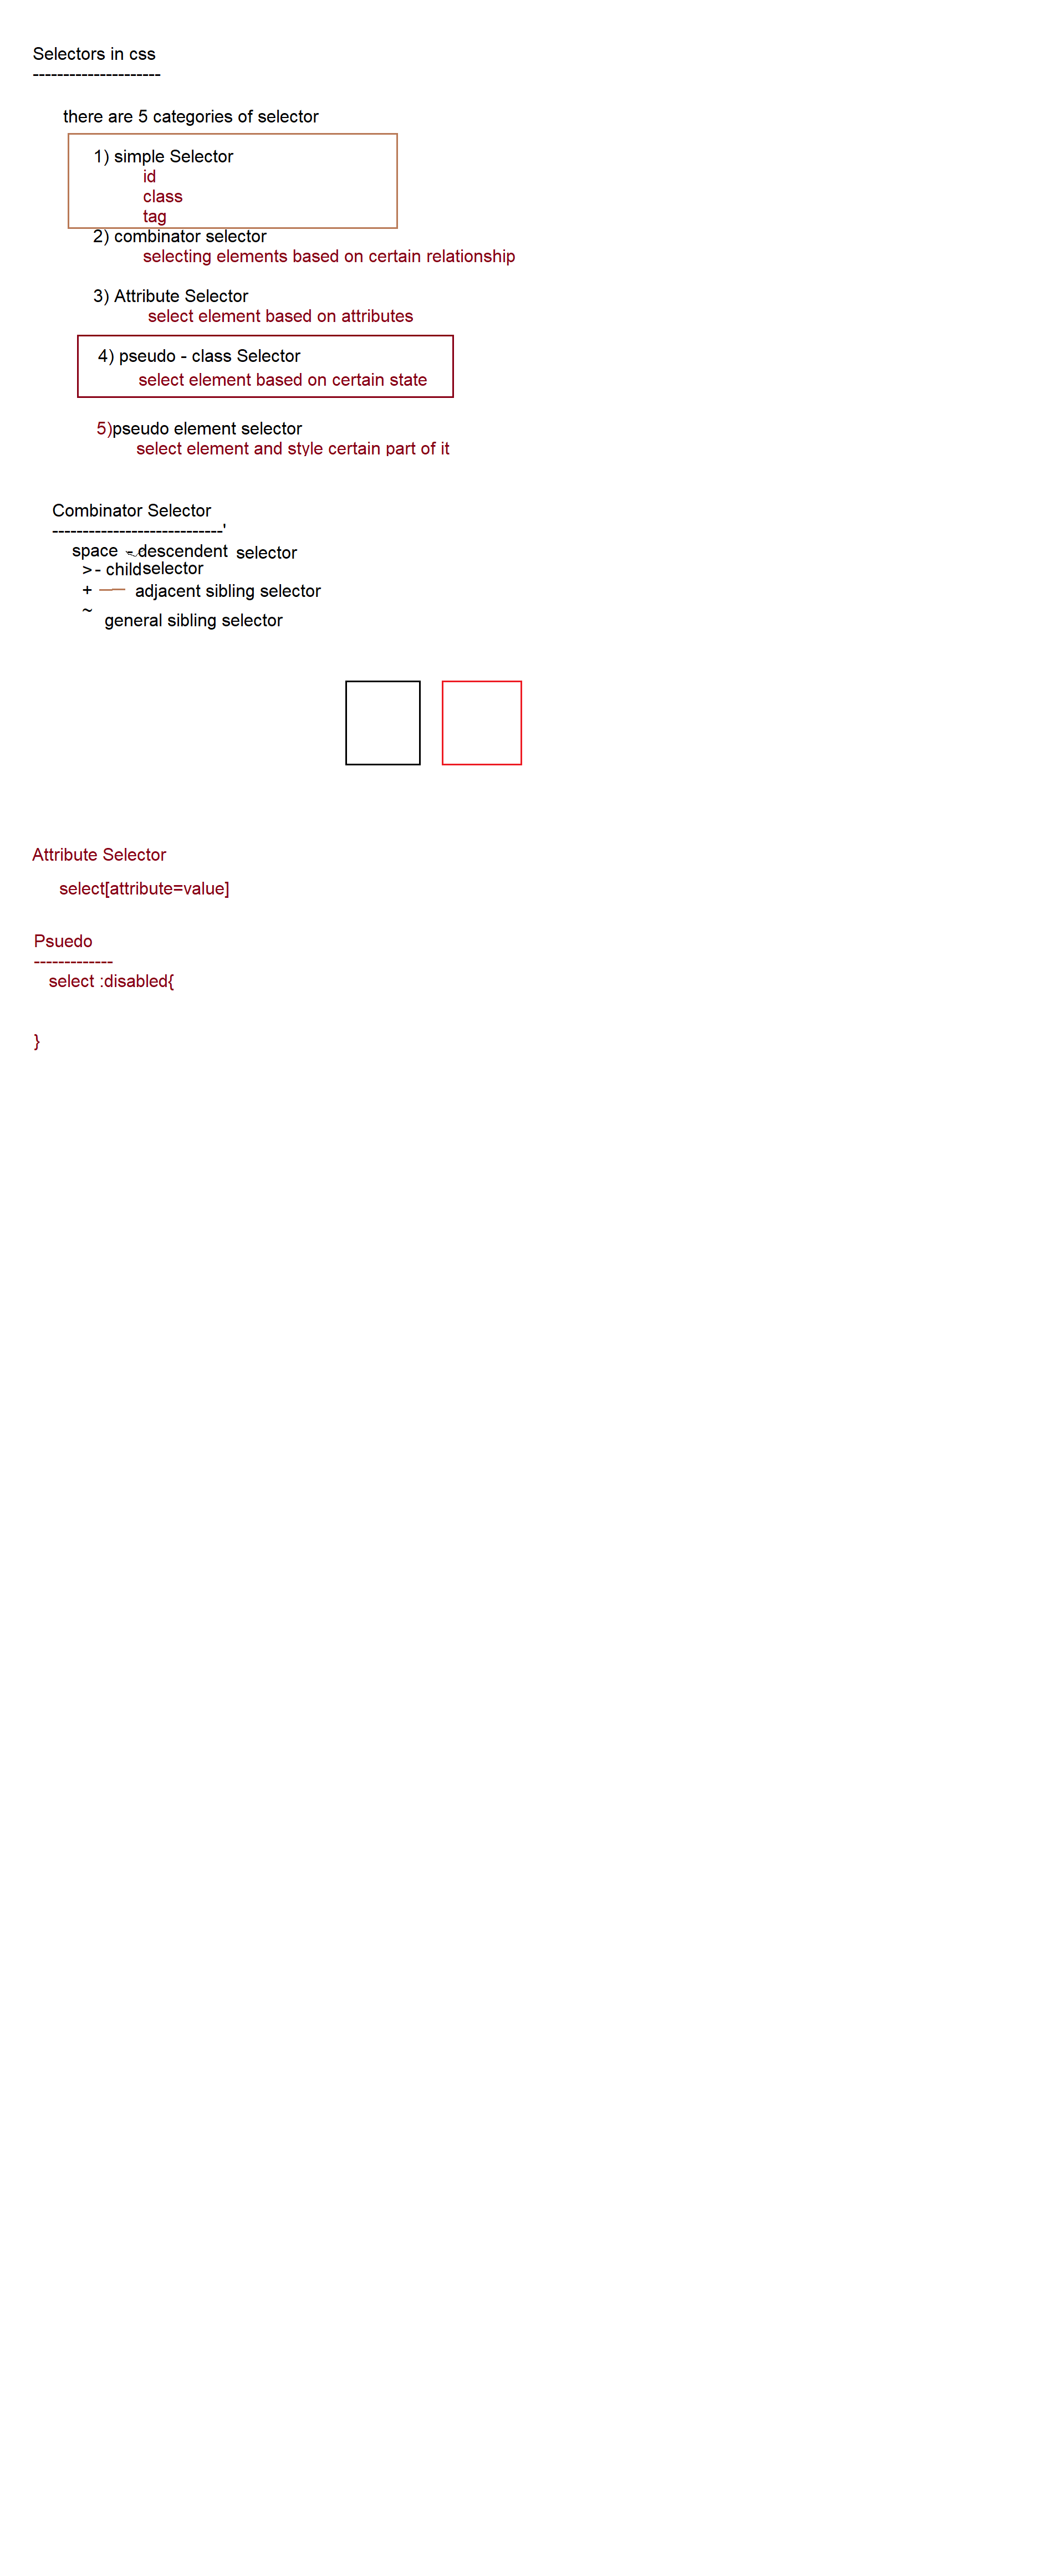 Selectors in css
---------------------
there are 5 categories of selector
1) simple Selector
id
class
tag
2) combinator selector
selecting elements based on certain relationship
3) Attribute Selector
select element based on attributes
4) pseudo - class Selector
select element based on certain state
5)pseudo element selector
select element and style certain part of it
Combinator Selector
----------------------------'
space - descendent selector
>- child selector
+ — adjacent sibling selector
~
general sibling selector
Attribute Selector
select[attribute=value]
Psuedo
-------------
select :disabled{
}